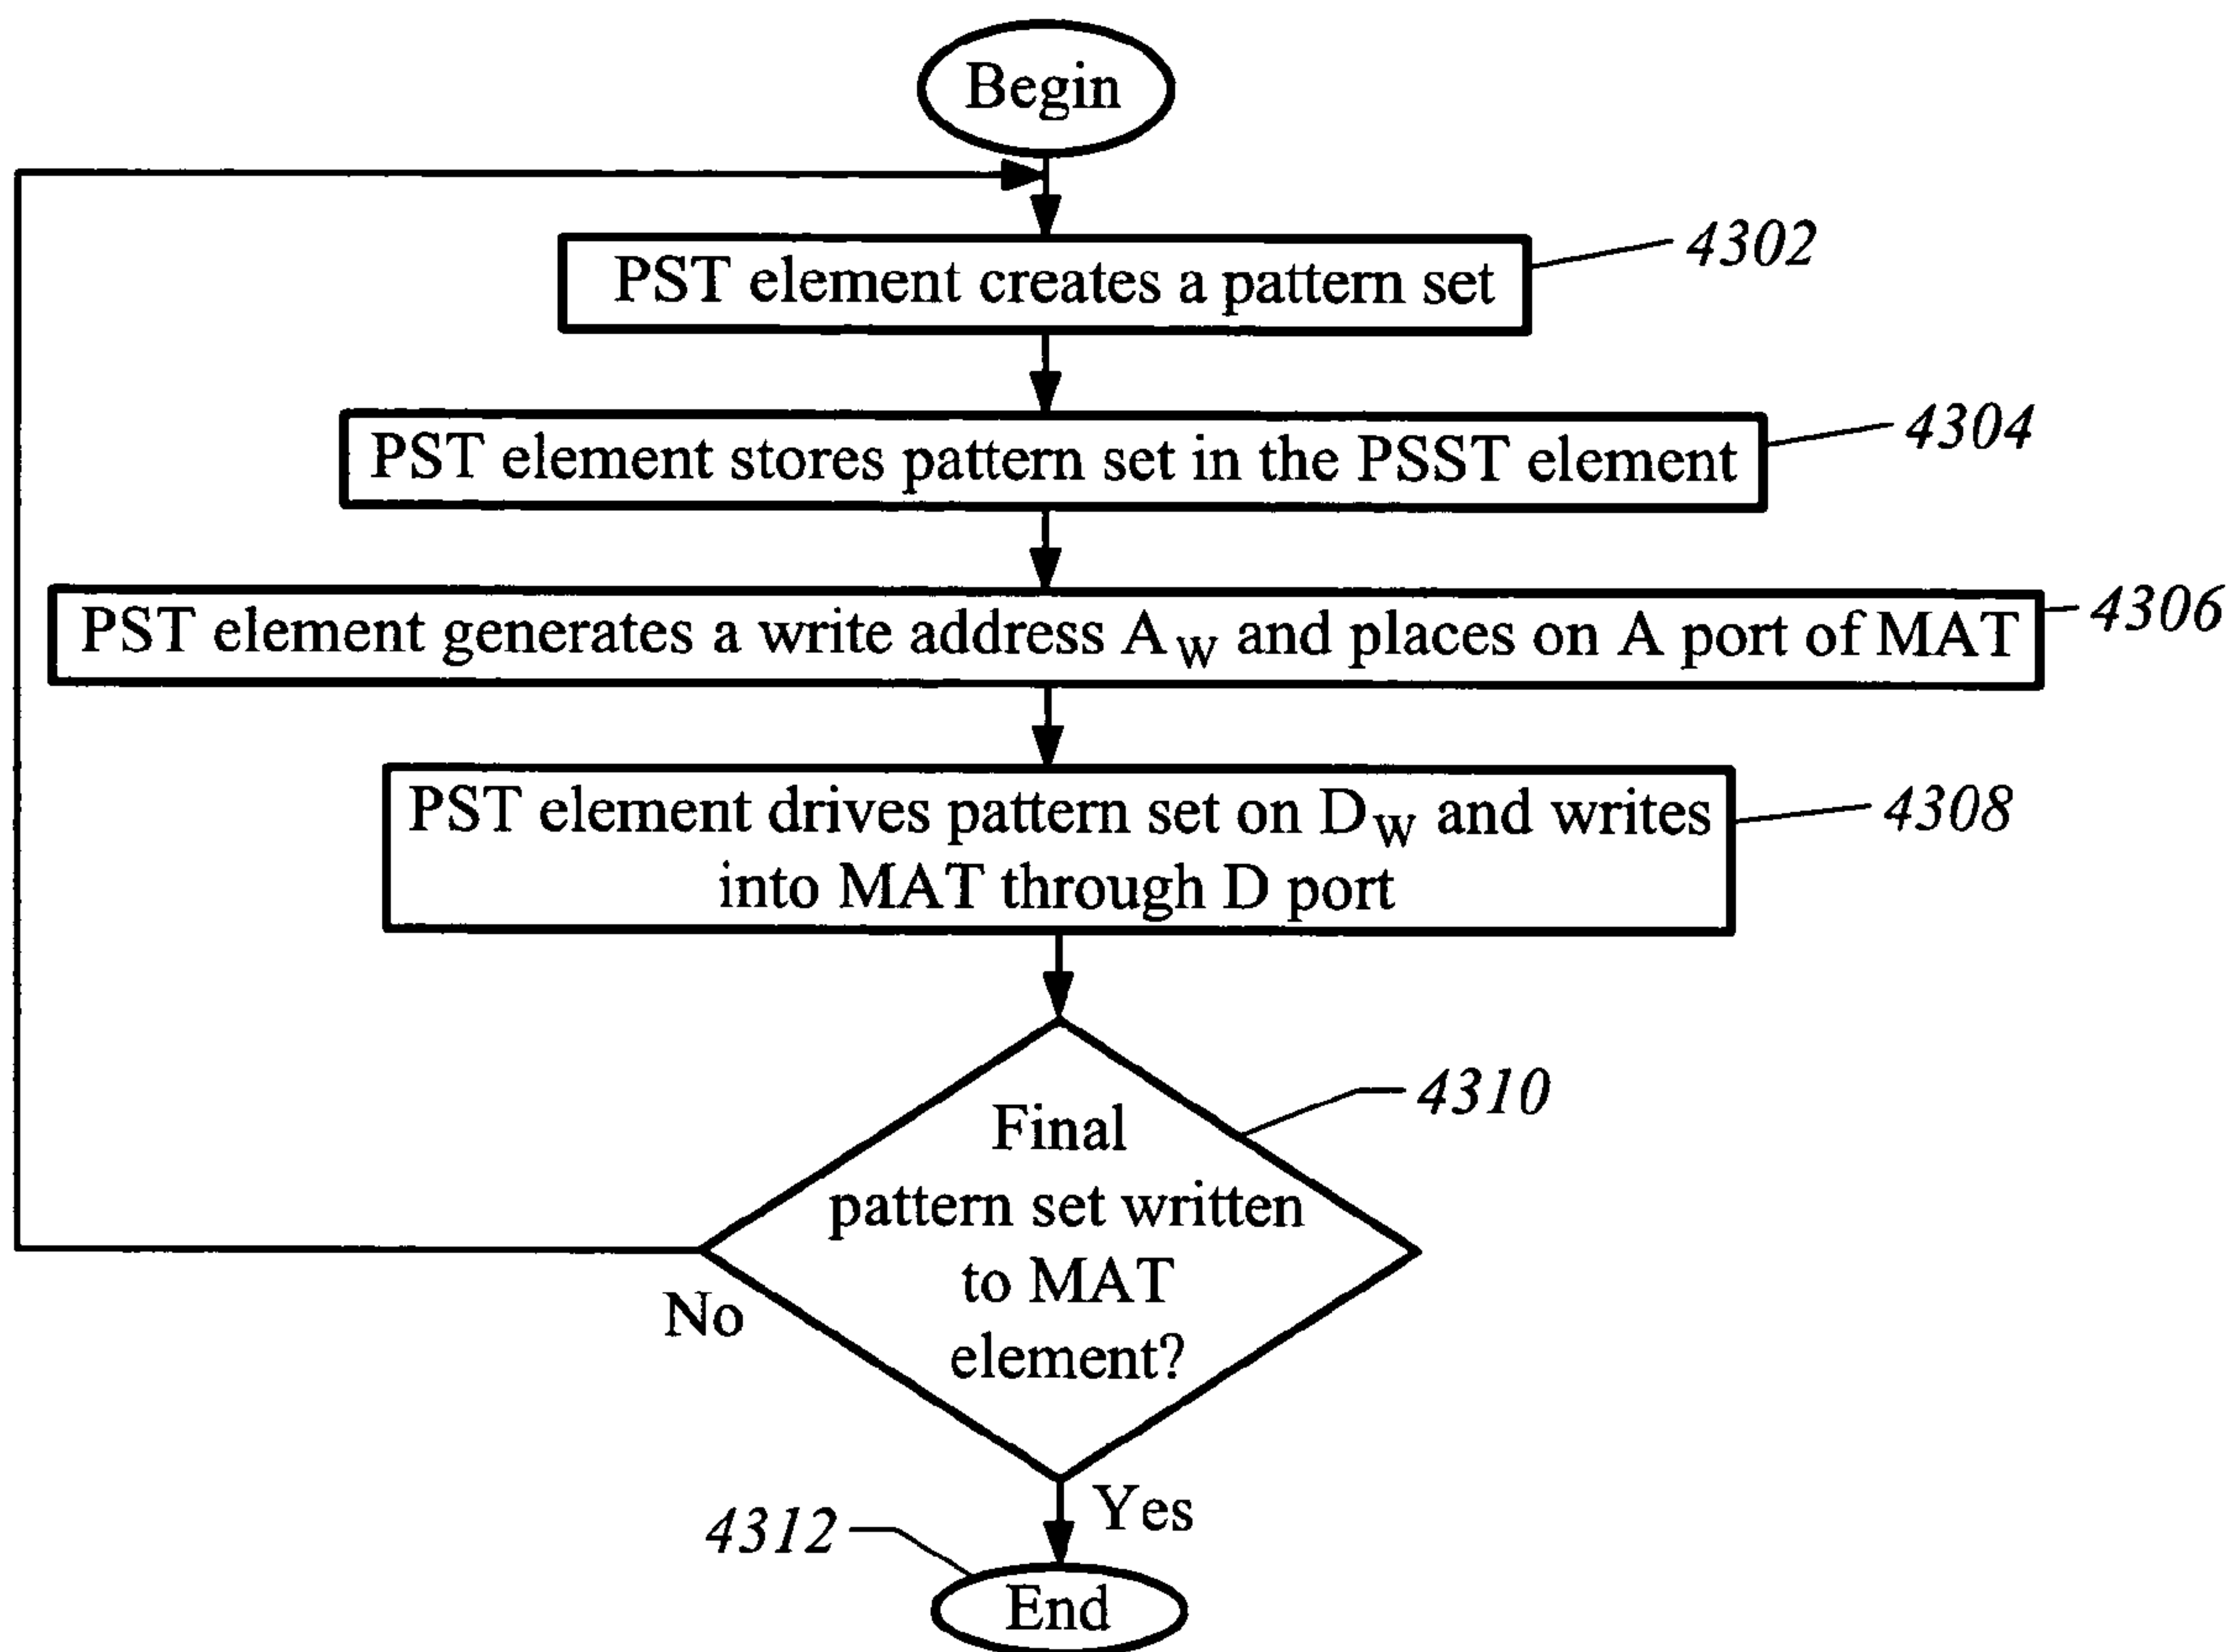 Begin
PST element creates a pattern set
4302
PST element stores pattern set in the PSST element
4304
PST element generates a write address A_W and places on A port of MAT
4306
PST element drives pattern set on D_W and writes
into MAT through D port
4308
Final
pattern set written
to MAT
element?
4310
No
Yes
4312
End